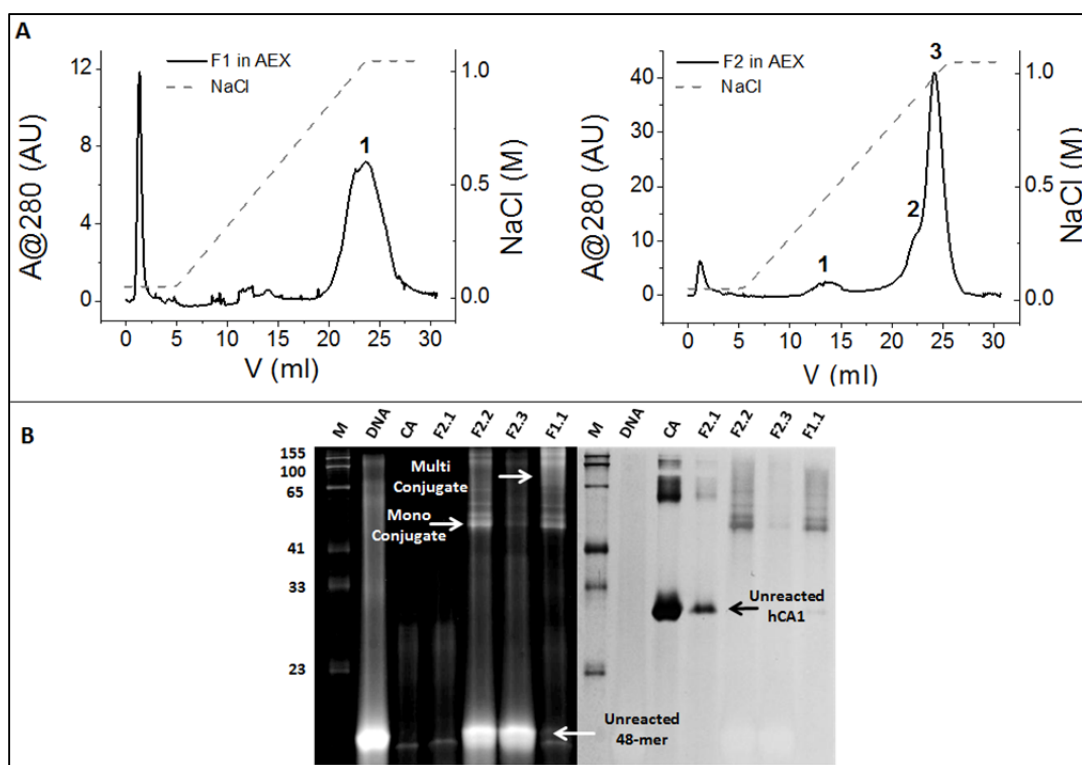 A
F1 in AEX
NaCl
1
12
8
4
0
A@280 (AU)
1.0
0.5
0.0
NaCl (M)
0 5 10 15 20 25 30
V (ml)
F2 in AEX
NaCl
1
2
3
40
30
20
10
0
A@280 (AU)
1.0
0.5
0.0
NaCl (M)
0 5 10 15 20 25 30
V (ml)
B
M DNA CA F2.1 F2.2 F2.3 F1.1 M DNA CA F2.1 F2.2 F2.3 F1.1
155
100
65
41
33
23
Multi
Conjugate
Mono
Conjugate
Unreacted
hCA1
Unreacted
48-mer